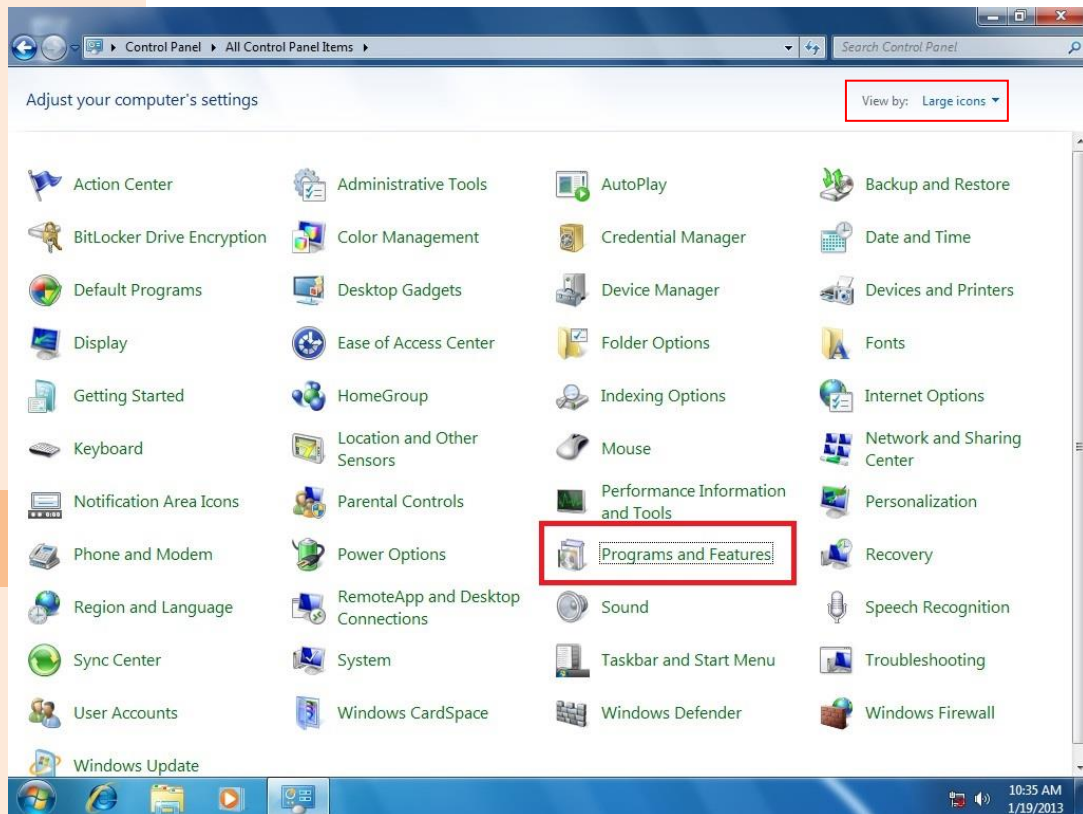 Control Panel All Control Panel Items
Search Control Panel
Adjust your computer's settings
View by: Large icons
Action Center
Administrative Tools
AutoPlay
Backup and Restore
BitLocker Drive Encryption
Color Management
Credential Manager
Date and Time
Default Programs
Desktop Gadgets
Device Manager
Devices and Printers
Display
Ease of Access Center
Folder Options
Fonts
Getting Started
HomeGroup
Indexing Options
Internet Options
Keyboard
Location and Other
Sensors
Mouse
Network and Sharing
Center
Notification Area Icons
Parental Controls
Performance Information
and Tools
Personalization
Phone and Modem
Power Options
Programs and Features
Recovery
Region and Language
RemoteApp and Desktop
Connections
Sound
Speech Recognition
Sync Center
System
Taskbar and Start Menu
Troubleshooting
User Accounts
Windows CardSpace
Windows Defender
Windows Firewall
Windows Update
10:35 AM
1/19/2013